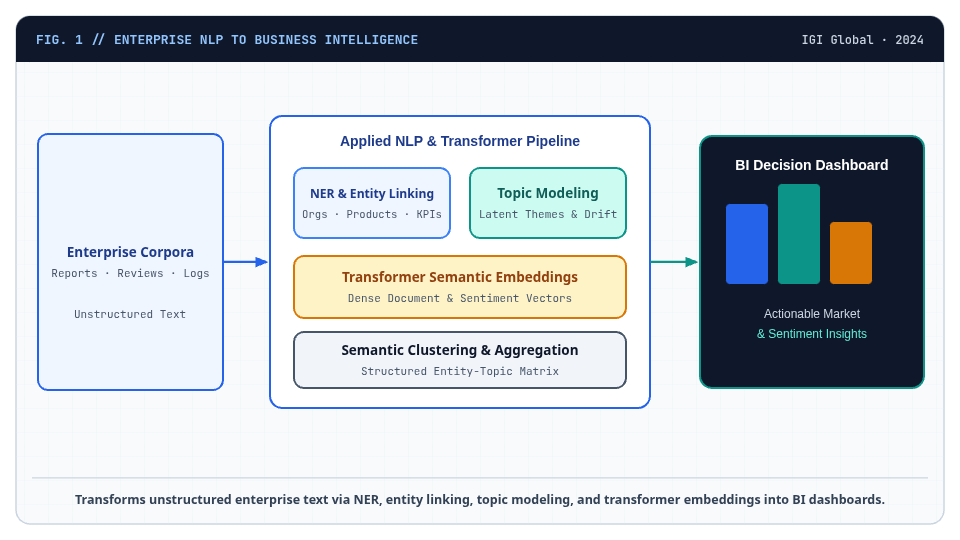 FIG. 1 // ENTERPRISE NLP TO BUSINESS INTELLIGENCE
IGI Global · 2024
Enterprise Corpora
Reports · Reviews · Logs
Unstructured Text
Applied NLP & Transformer Pipeline
NER & Entity Linking
Orgs · Products · KPIs
Topic Modeling
Latent Themes & Drift
Transformer Semantic Embeddings
Dense Document & Sentiment Vectors
Semantic Clustering & Aggregation
Structured Entity-Topic Matrix
BI Decision Dashboard
Actionable Market
& Sentiment Insights
Transforms unstructured enterprise text via NER, entity linking, topic modeling, and transformer embeddings into BI dashboards.